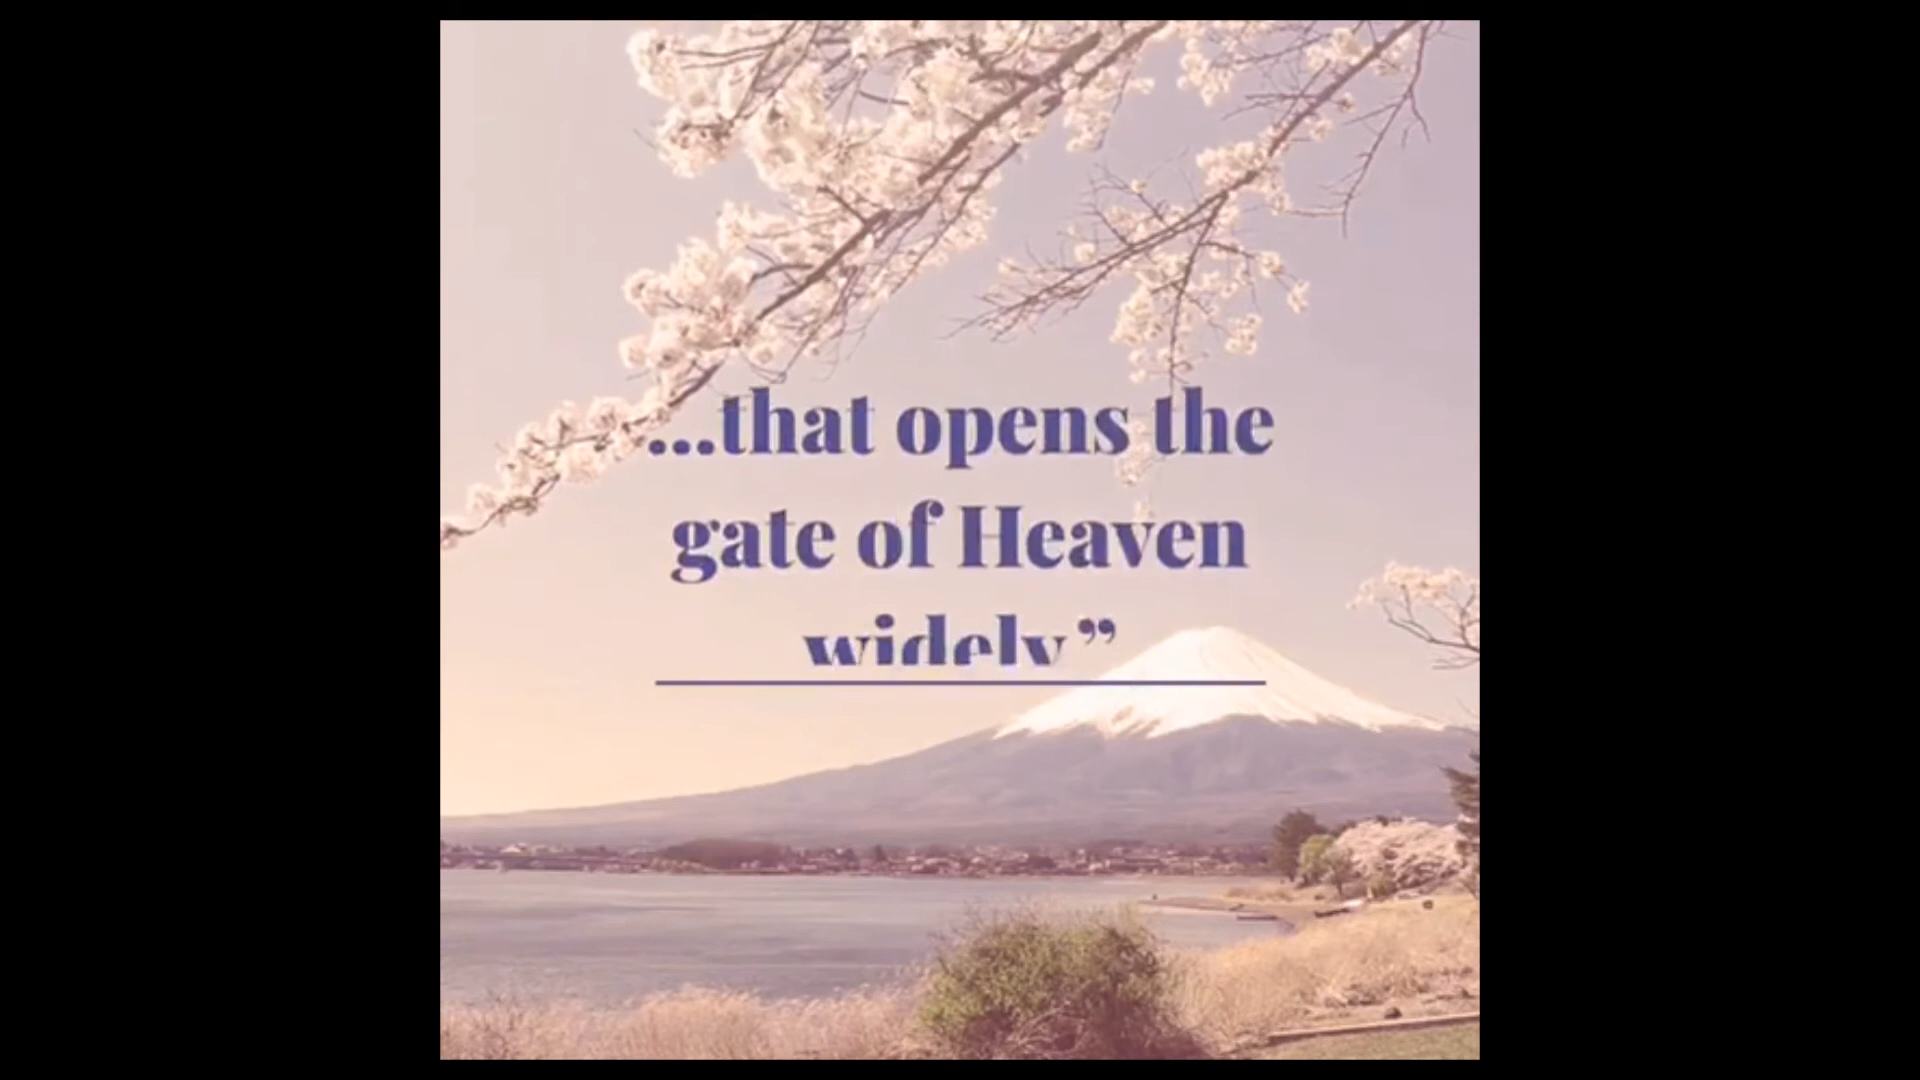 ...that opens the
gate of Heaven
widely”